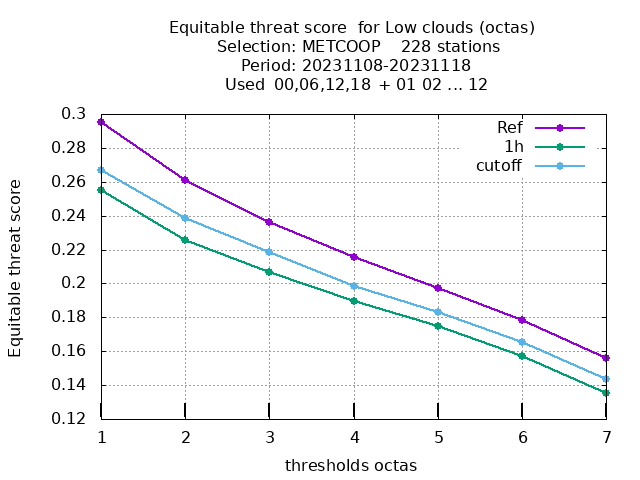 Equitable threat score  for Low clouds (octas)
Selection: METCOOP    228 stations
Period: 20231108-20231118
Used  00,06,12,18 + 01 02 ... 12
Ref
1h
cutoff
Equitable threat score
0.3
0.28
0.26
0.24
0.22
0.2
0.18
0.16
0.14
0.12
1 2 3 4 5 6 7
thresholds octas